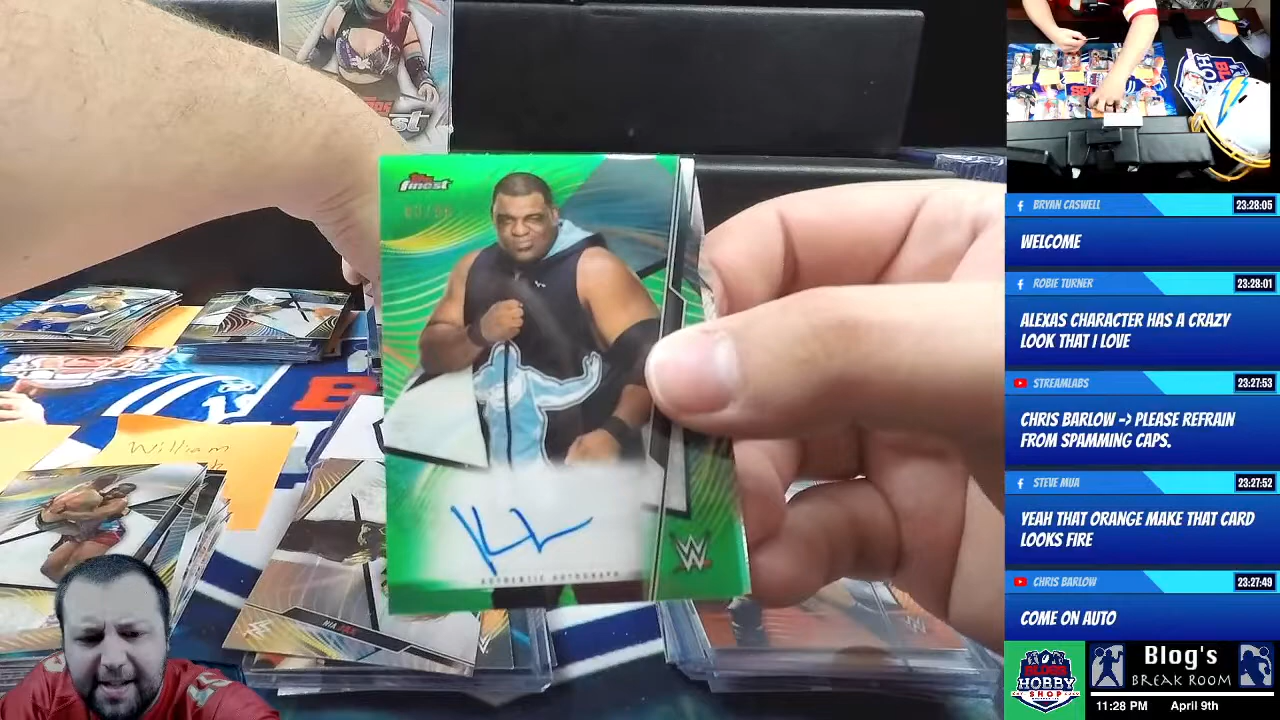 finest
AUTHENTIC AUTOGRAPH
W
William
NIA JAX
BRYAN CASWELL
23:28:05
WELCOME
ROBIE TURNER
23:28:01
ALEXAS CHARACTER HAS A CRAZY
LOOK THAT I LOVE
STREAMLABS
23:27:53
CHRIS BARLOW -> PLEASE REFRAIN
FROM SPAMMING CAPS.
STEVE MUA
23:27:52
YEAH THAT ORANGE MAKE THAT CARD
LOOKS FIRE
CHRIS BARLOW
23:27:49
COME ON AUTO
BLOGS
HOBBY
SHOP
Blog's
BREAK ROOM
11:28 PM
April 9th